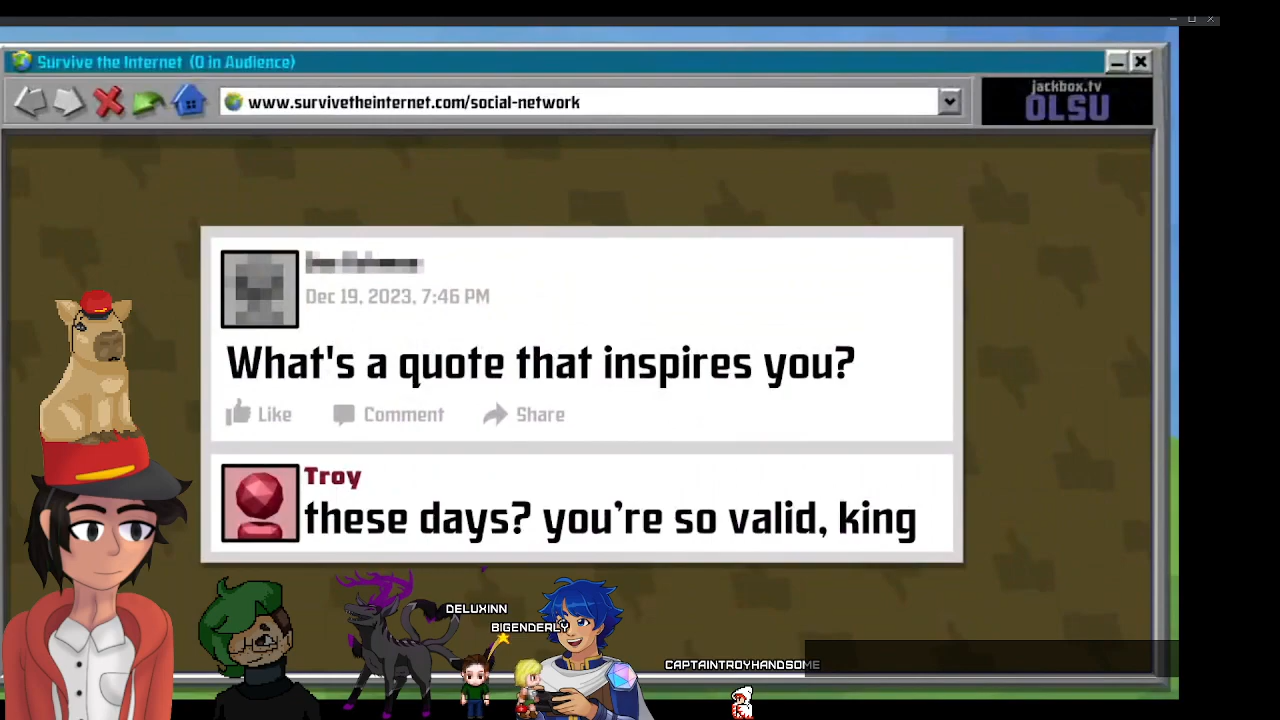 Survive the Internet (0 in Audience)
www.survivetheinternet.com/social-network
jackbox.tv
OLSU
Dec 19, 2023, 7:46 PM
What's a quote that inspires you?
Like Comment Share
Troy
these days? you're so valid, king
DELUXINN
BIGENDERLY
CAPTAINTROYHANDSOME